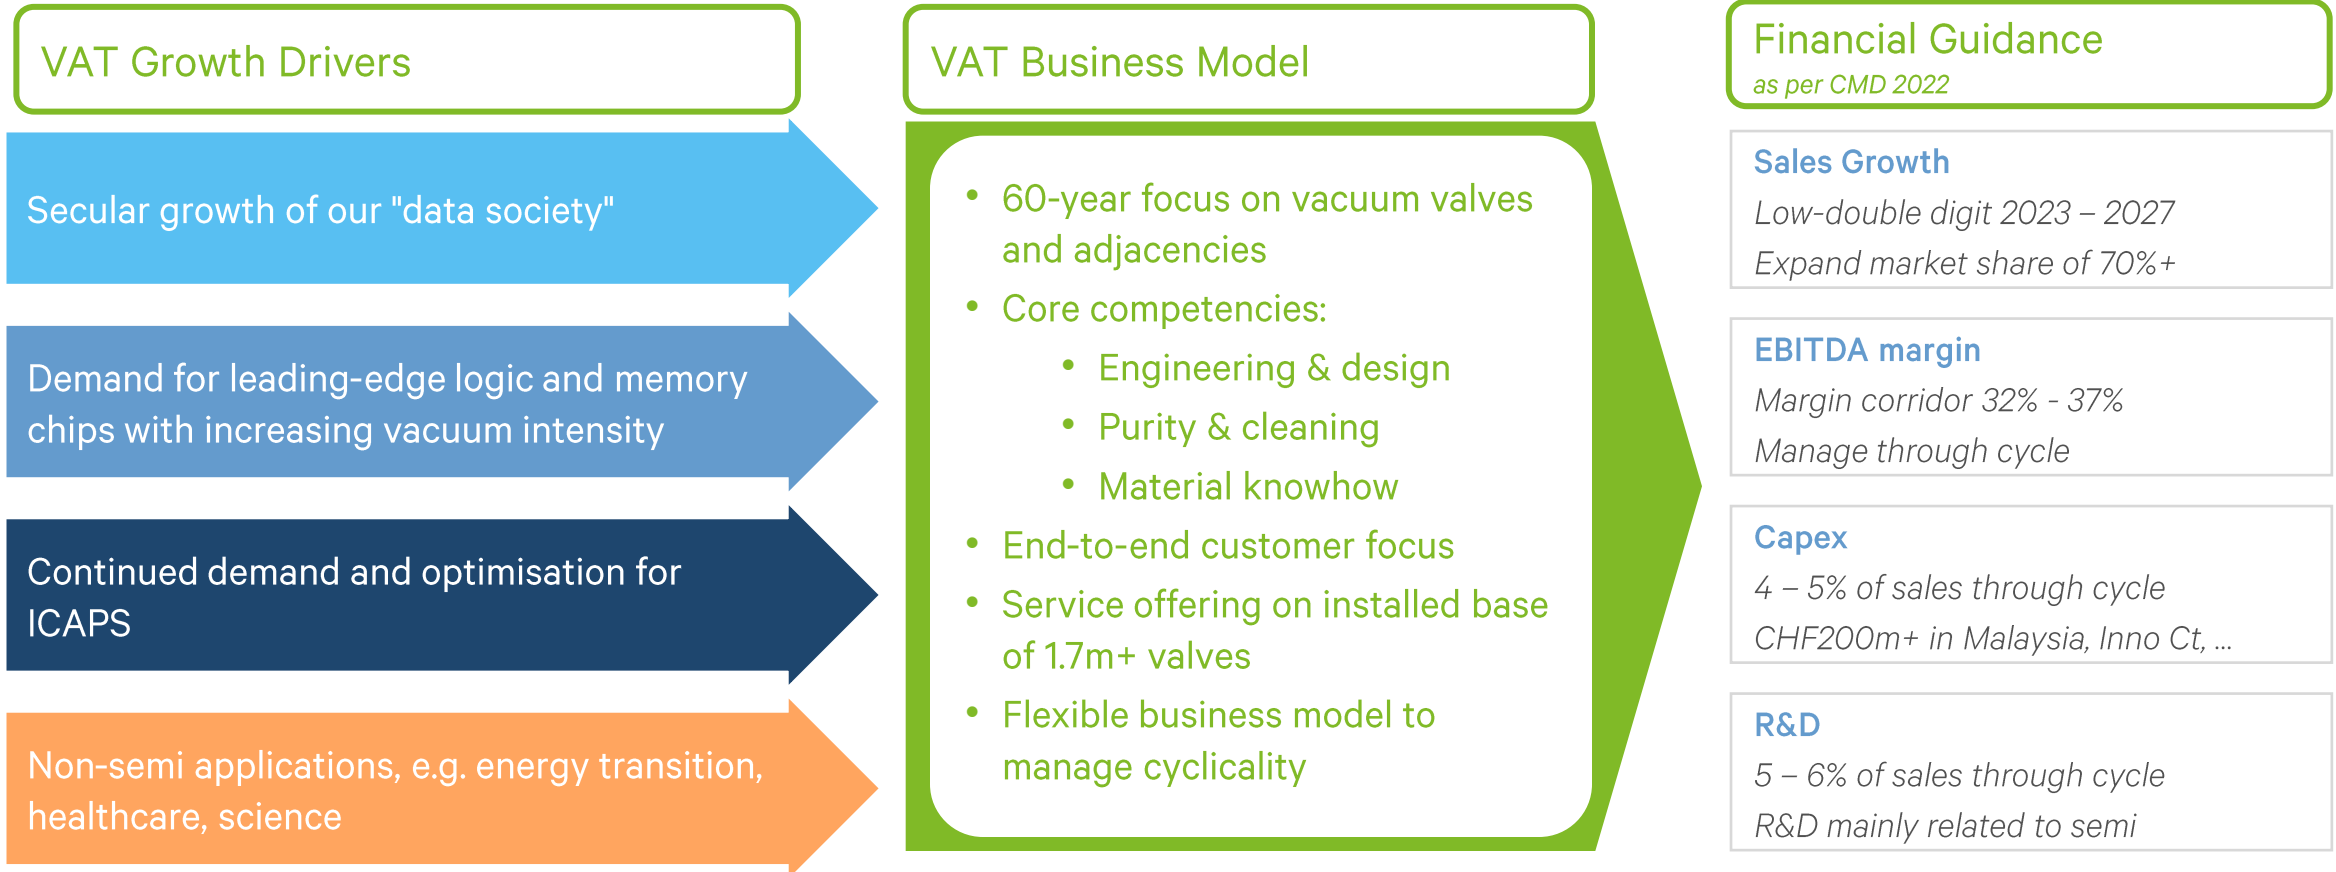 VAT Growth Drivers
Secular growth of our "data society"
Demand for leading-edge logic and memory
chips with increasing vacuum intensity
Continued demand and optimisation for
ICAPS
Non-semi applications, e.g. energy transition,
healthcare, science
VAT Business Model
• 60-year focus on vacuum valves
and adjacencies
• Core competencies:
• Engineering & design
• Purity & cleaning
• Material knowhow
• End-to-end customer focus
• Service offering on installed base
of 1.7m+ valves
• Flexible business model to
manage cyclicality
Financial Guidance
as per CMD 2022
Sales Growth
Low-double digit 2023 – 2027
Expand market share of 70%+
EBITDA margin
Margin corridor 32% - 37%
Manage through cycle
Capex
4 – 5% of sales through cycle
CHF200m+ in Malaysia, Inno Ct, ...
R&D
5 – 6% of sales through cycle
R&D mainly related to semi